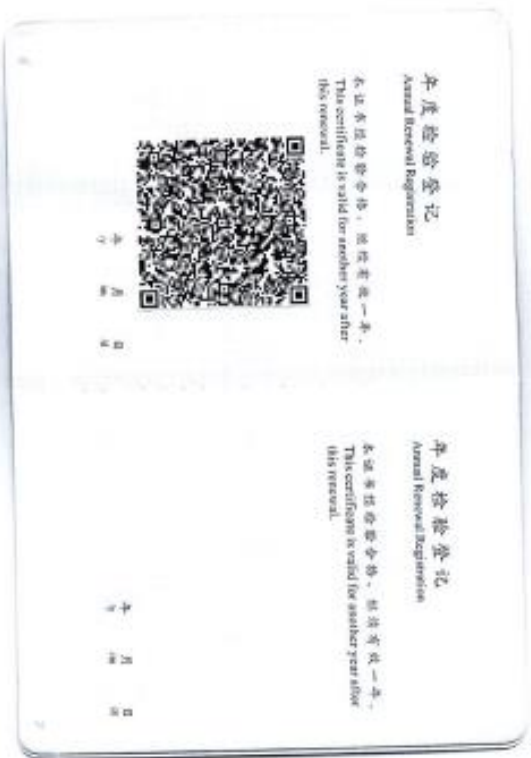 年度检验登记
Annual Renewal Registration
本证书经检验合格，继续有效一年。
This certificate is valid for another year after
this renewal.
年 月 日
y m d
年度检验登记
Annual Renewal Registration
本证书经检验合格，继续有效一年。
This certificate is valid for another year after
this renewal.
年 月 日
y m d